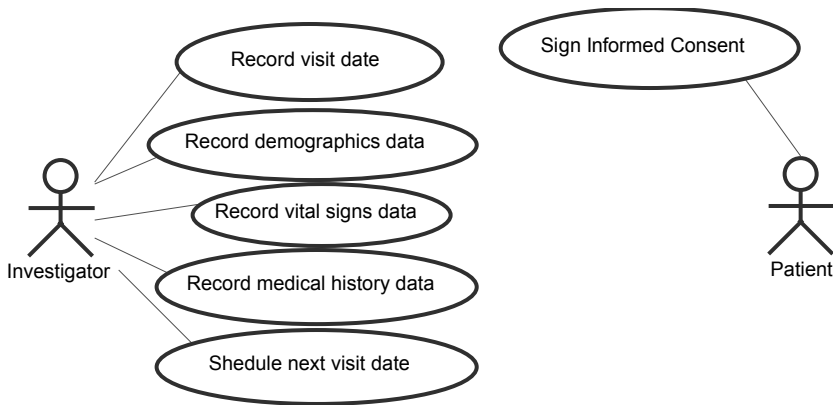 Record visit date
Sign Informed Consent
Record demographics data
Record vital signs data
Investigator
Patient
Record medical history data
Shedule next visit date